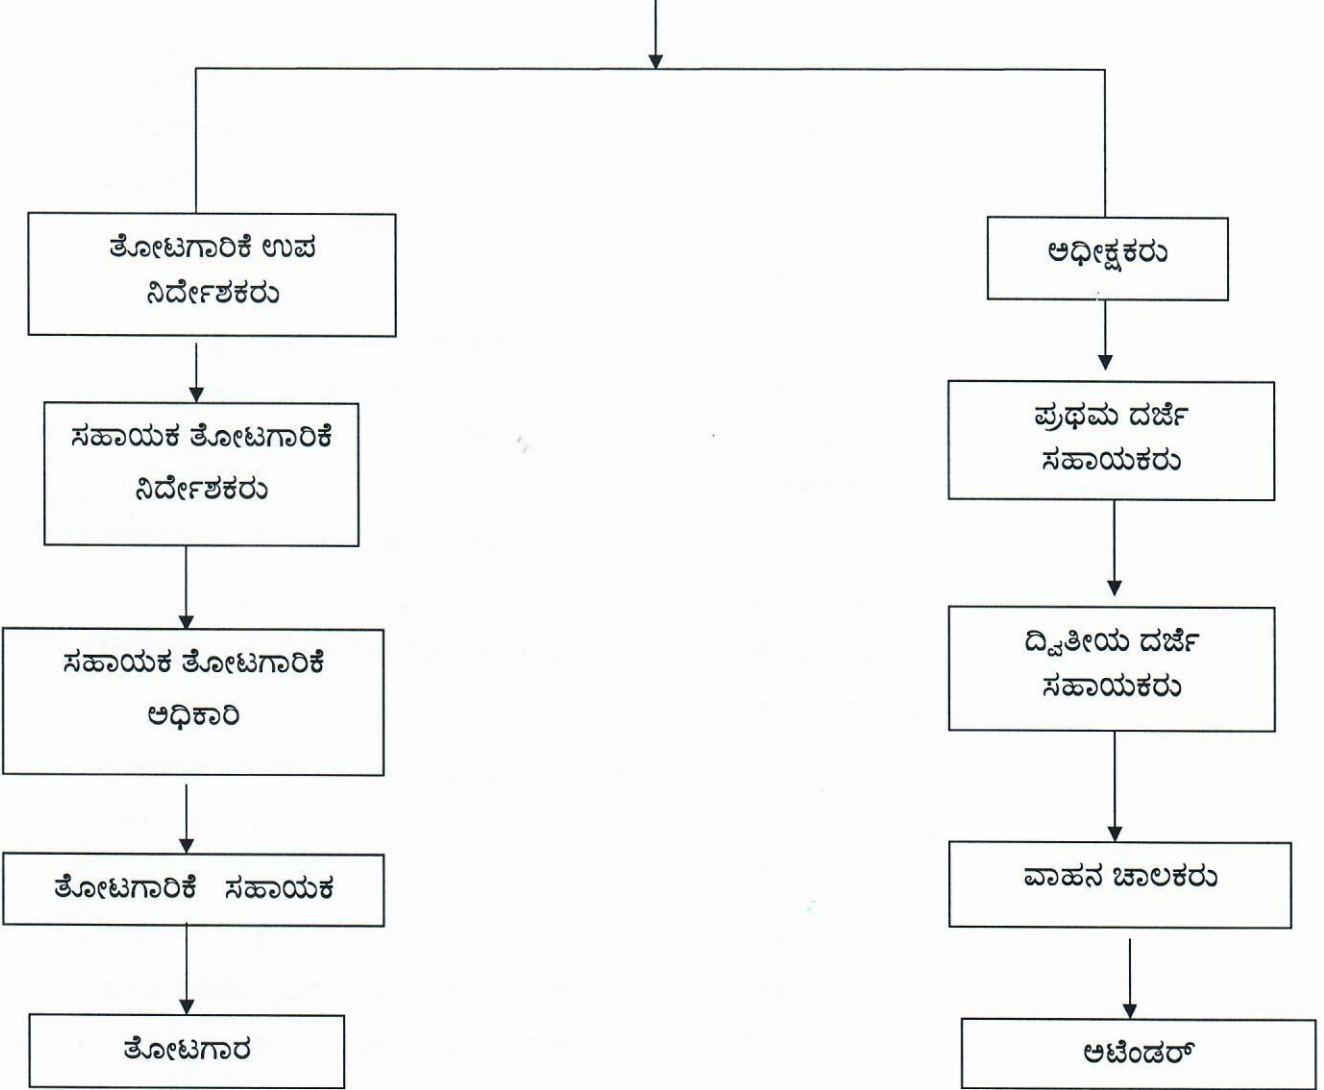 ತೋಟಗಾರಿಕೆ ಉಪ
ನಿರ್ದೇಶಕರು
ಸಹಾಯಕ ತೋಟಗಾರಿಕೆ
ನಿರ್ದೇಶಕರು
ಸಹಾಯಕ ತೋಟಗಾರಿಕೆ
ಅಧಿಕಾರಿ
ತೋಟಗಾರಿಕೆ ಸಹಾಯಕ
ತೋಟಗಾರ
ಅಧೀಕ್ಷಕರು
ಪ್ರಥಮ ದರ್ಜೆ
ಸಹಾಯಕರು
ದ್ವಿತೀಯ ದರ್ಜೆ
ಸಹಾಯಕರು
ವಾಹನ ಚಾಲಕರು
ಅಟೆಂಡರ್